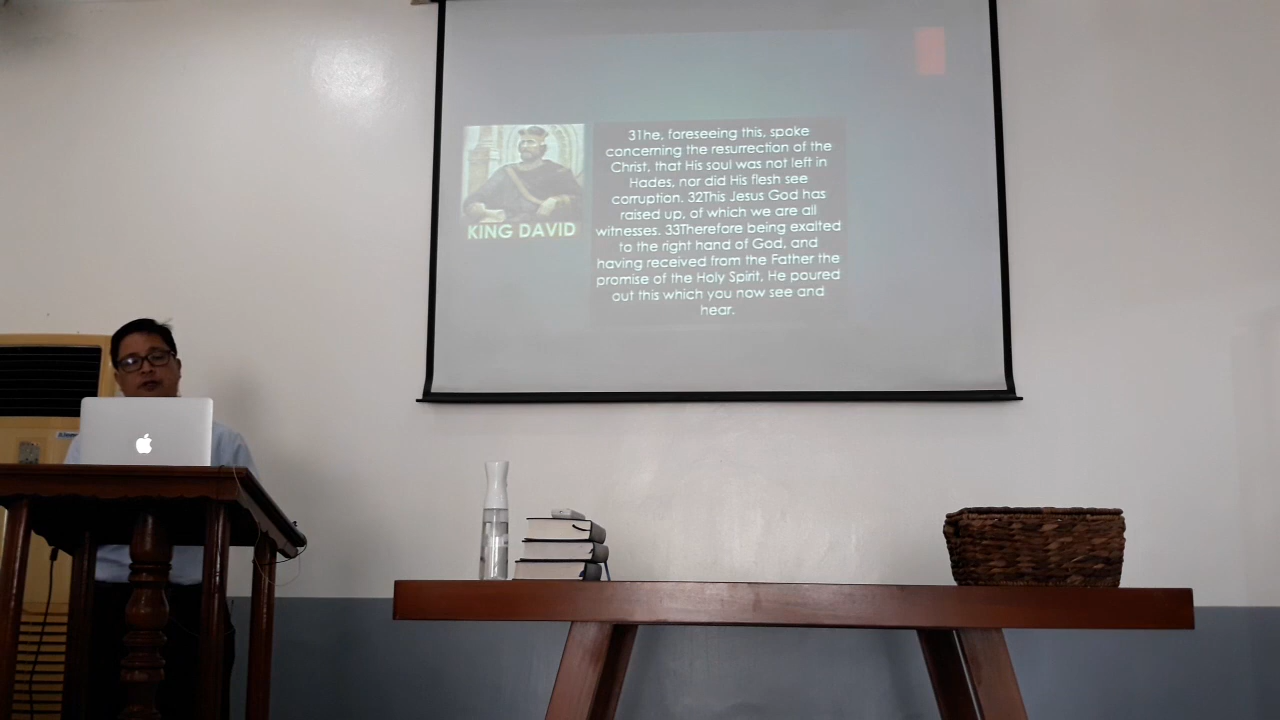 31he, foreseeing this, spoke
concerning the resurrection of the
Christ, that His soul was not left in
Hades, nor did His flesh see
corruption. 32This Jesus God has
raised up, of which we are all
witnesses. 33Therefore being exalted
to the right hand of God, and
having received from the Father the
promise of the Holy Spirit, He poured
out this which you now see and
hear.
KING DAVID